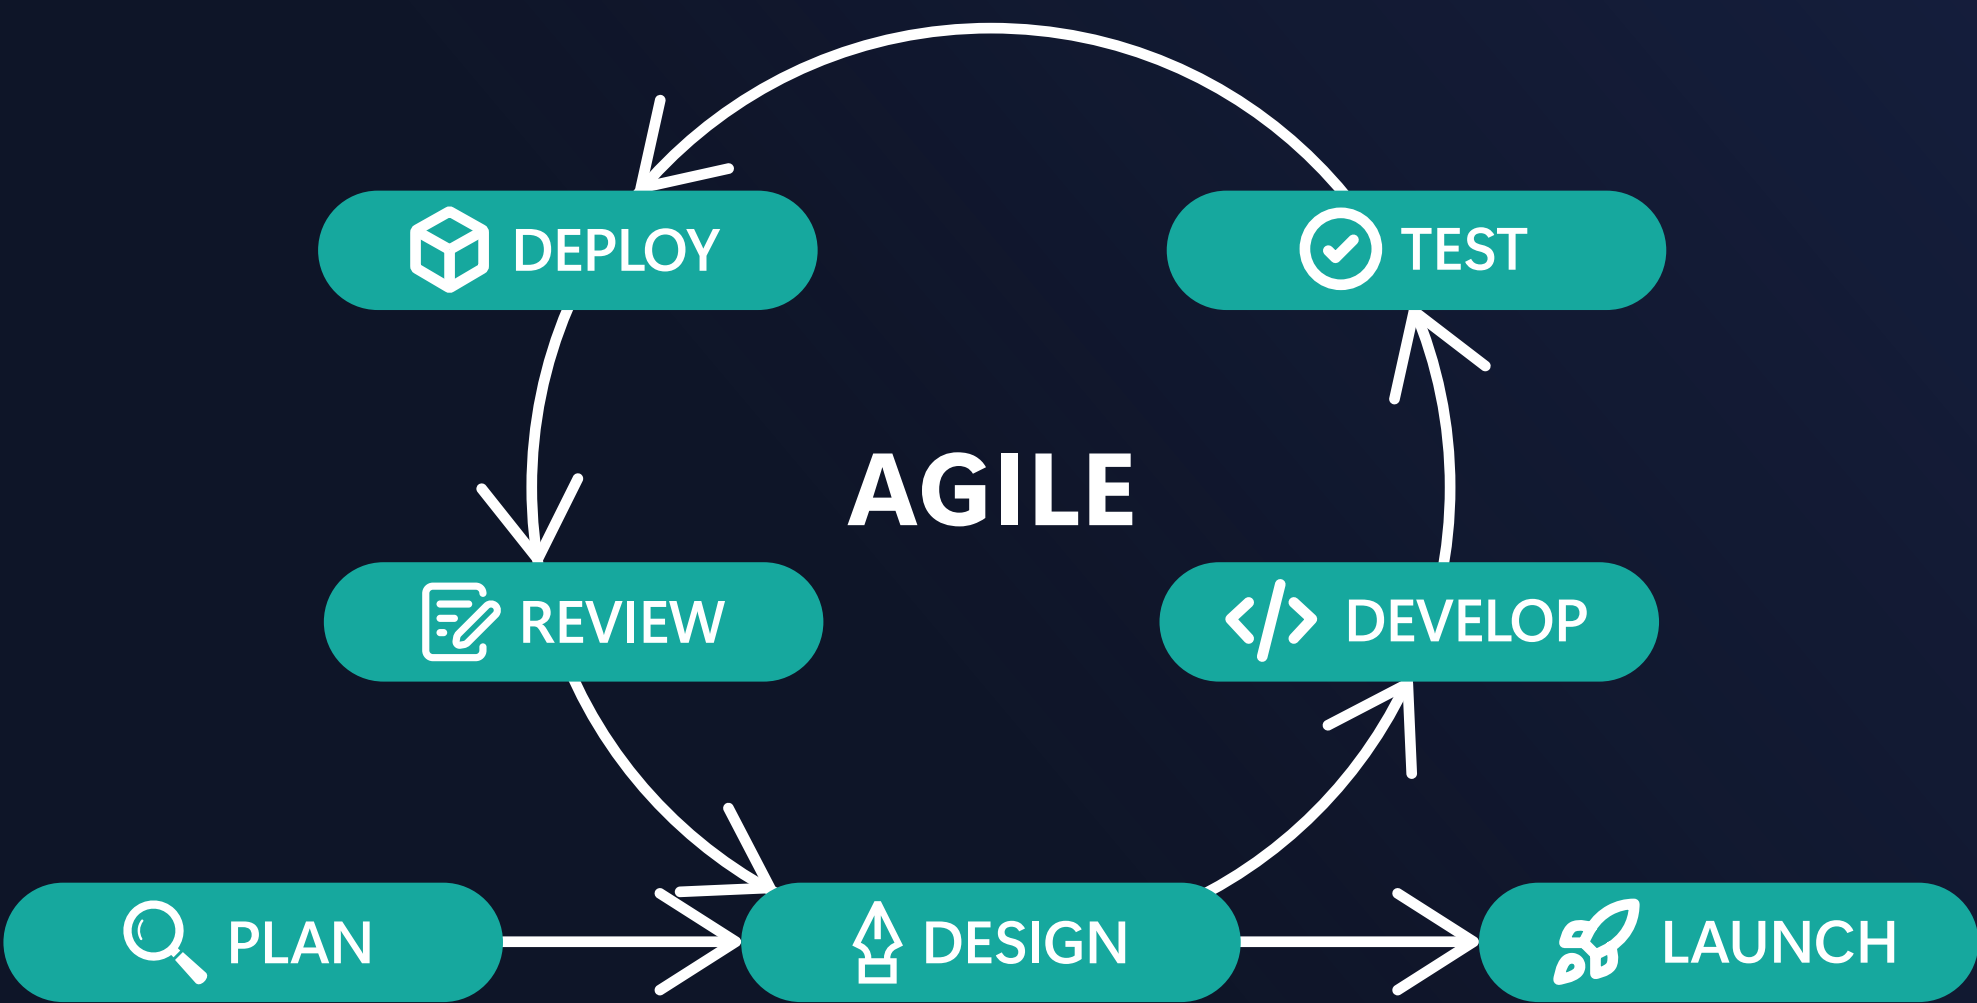 DEPLOY
TEST
AGILE
REVIEW
DEVELOP
PLAN
DESIGN
LAUNCH